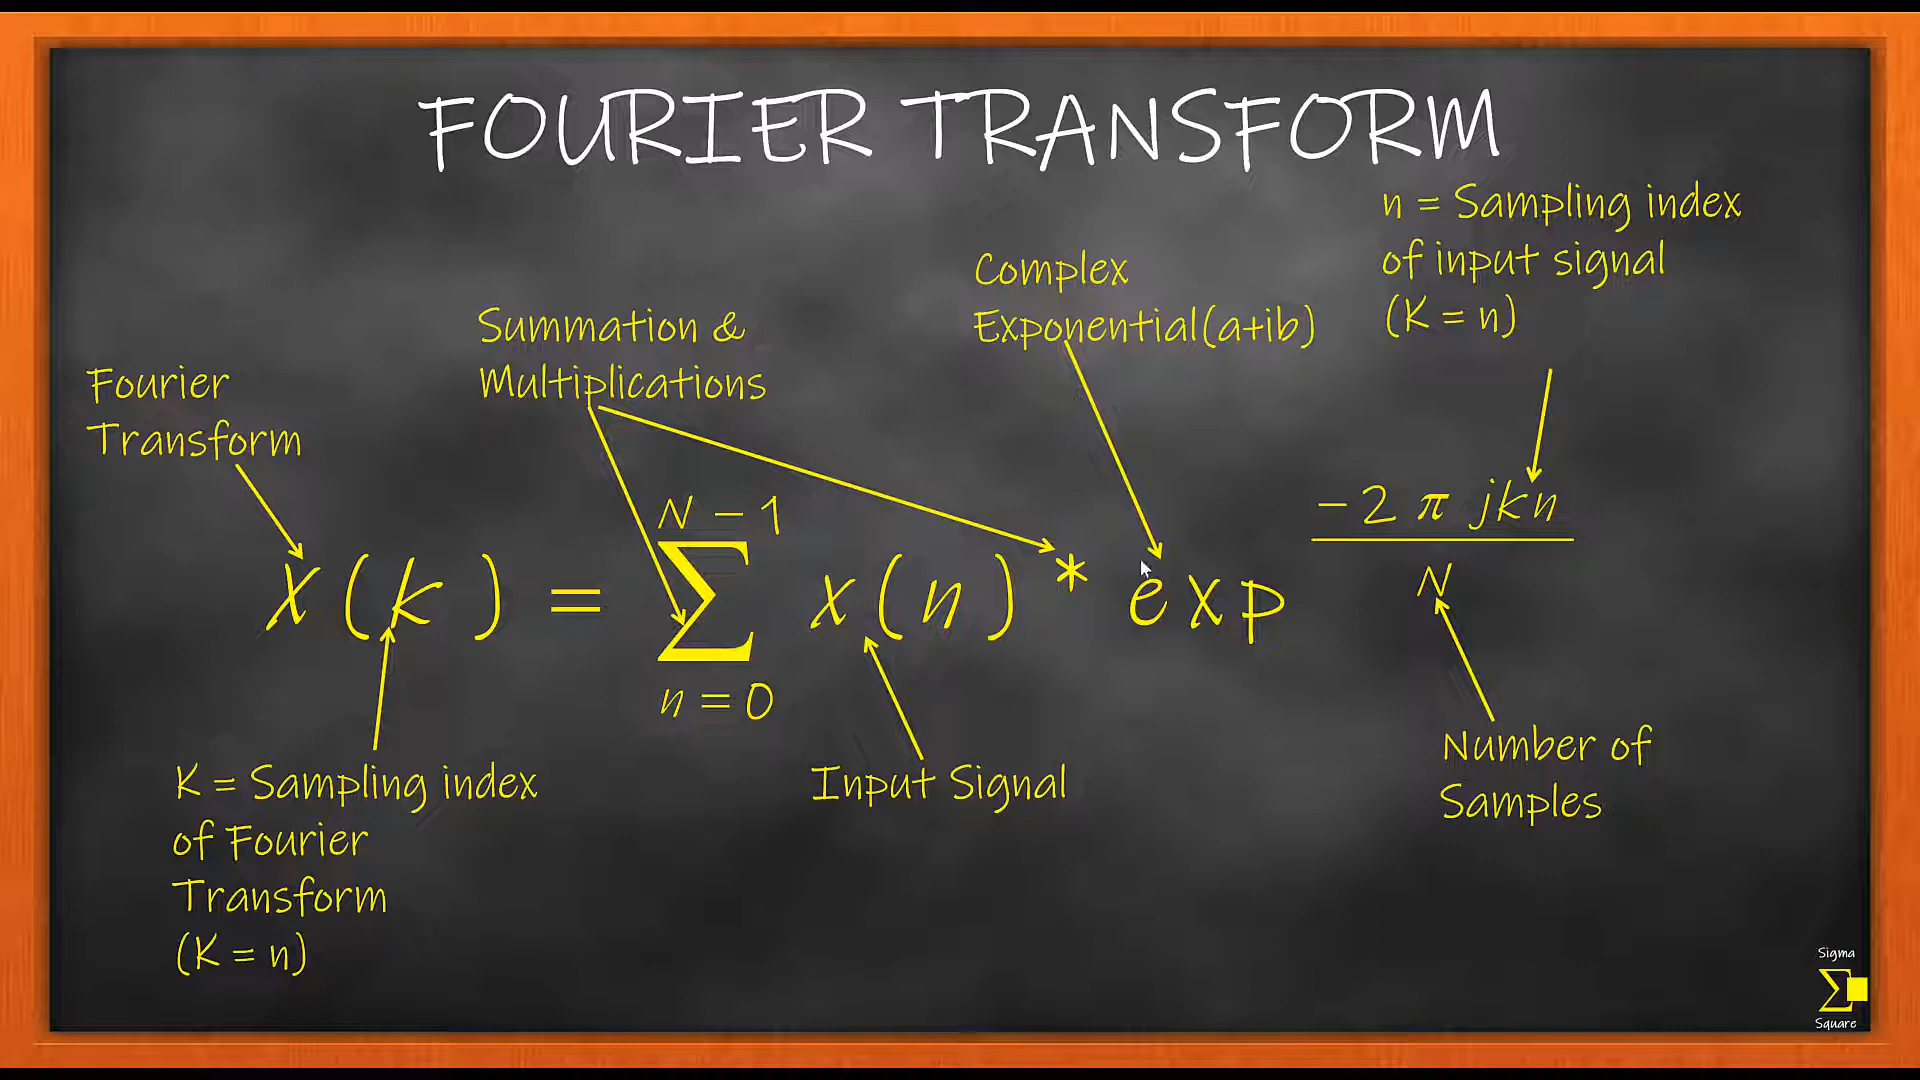 FOURIER TRANSFORM
n = Sampling index
of input signal
(K = n)
Complex
Exponential(a+ib)
Summation &
Multiplications
Fourier
Transform
X(k) = ∑ x(n) * exp
N - 1
n = 0
-2 π jkn
N
K = Sampling index
of Fourier
Transform
(K = n)
Input Signal
Number of
Samples
Sigma
Σ
Square